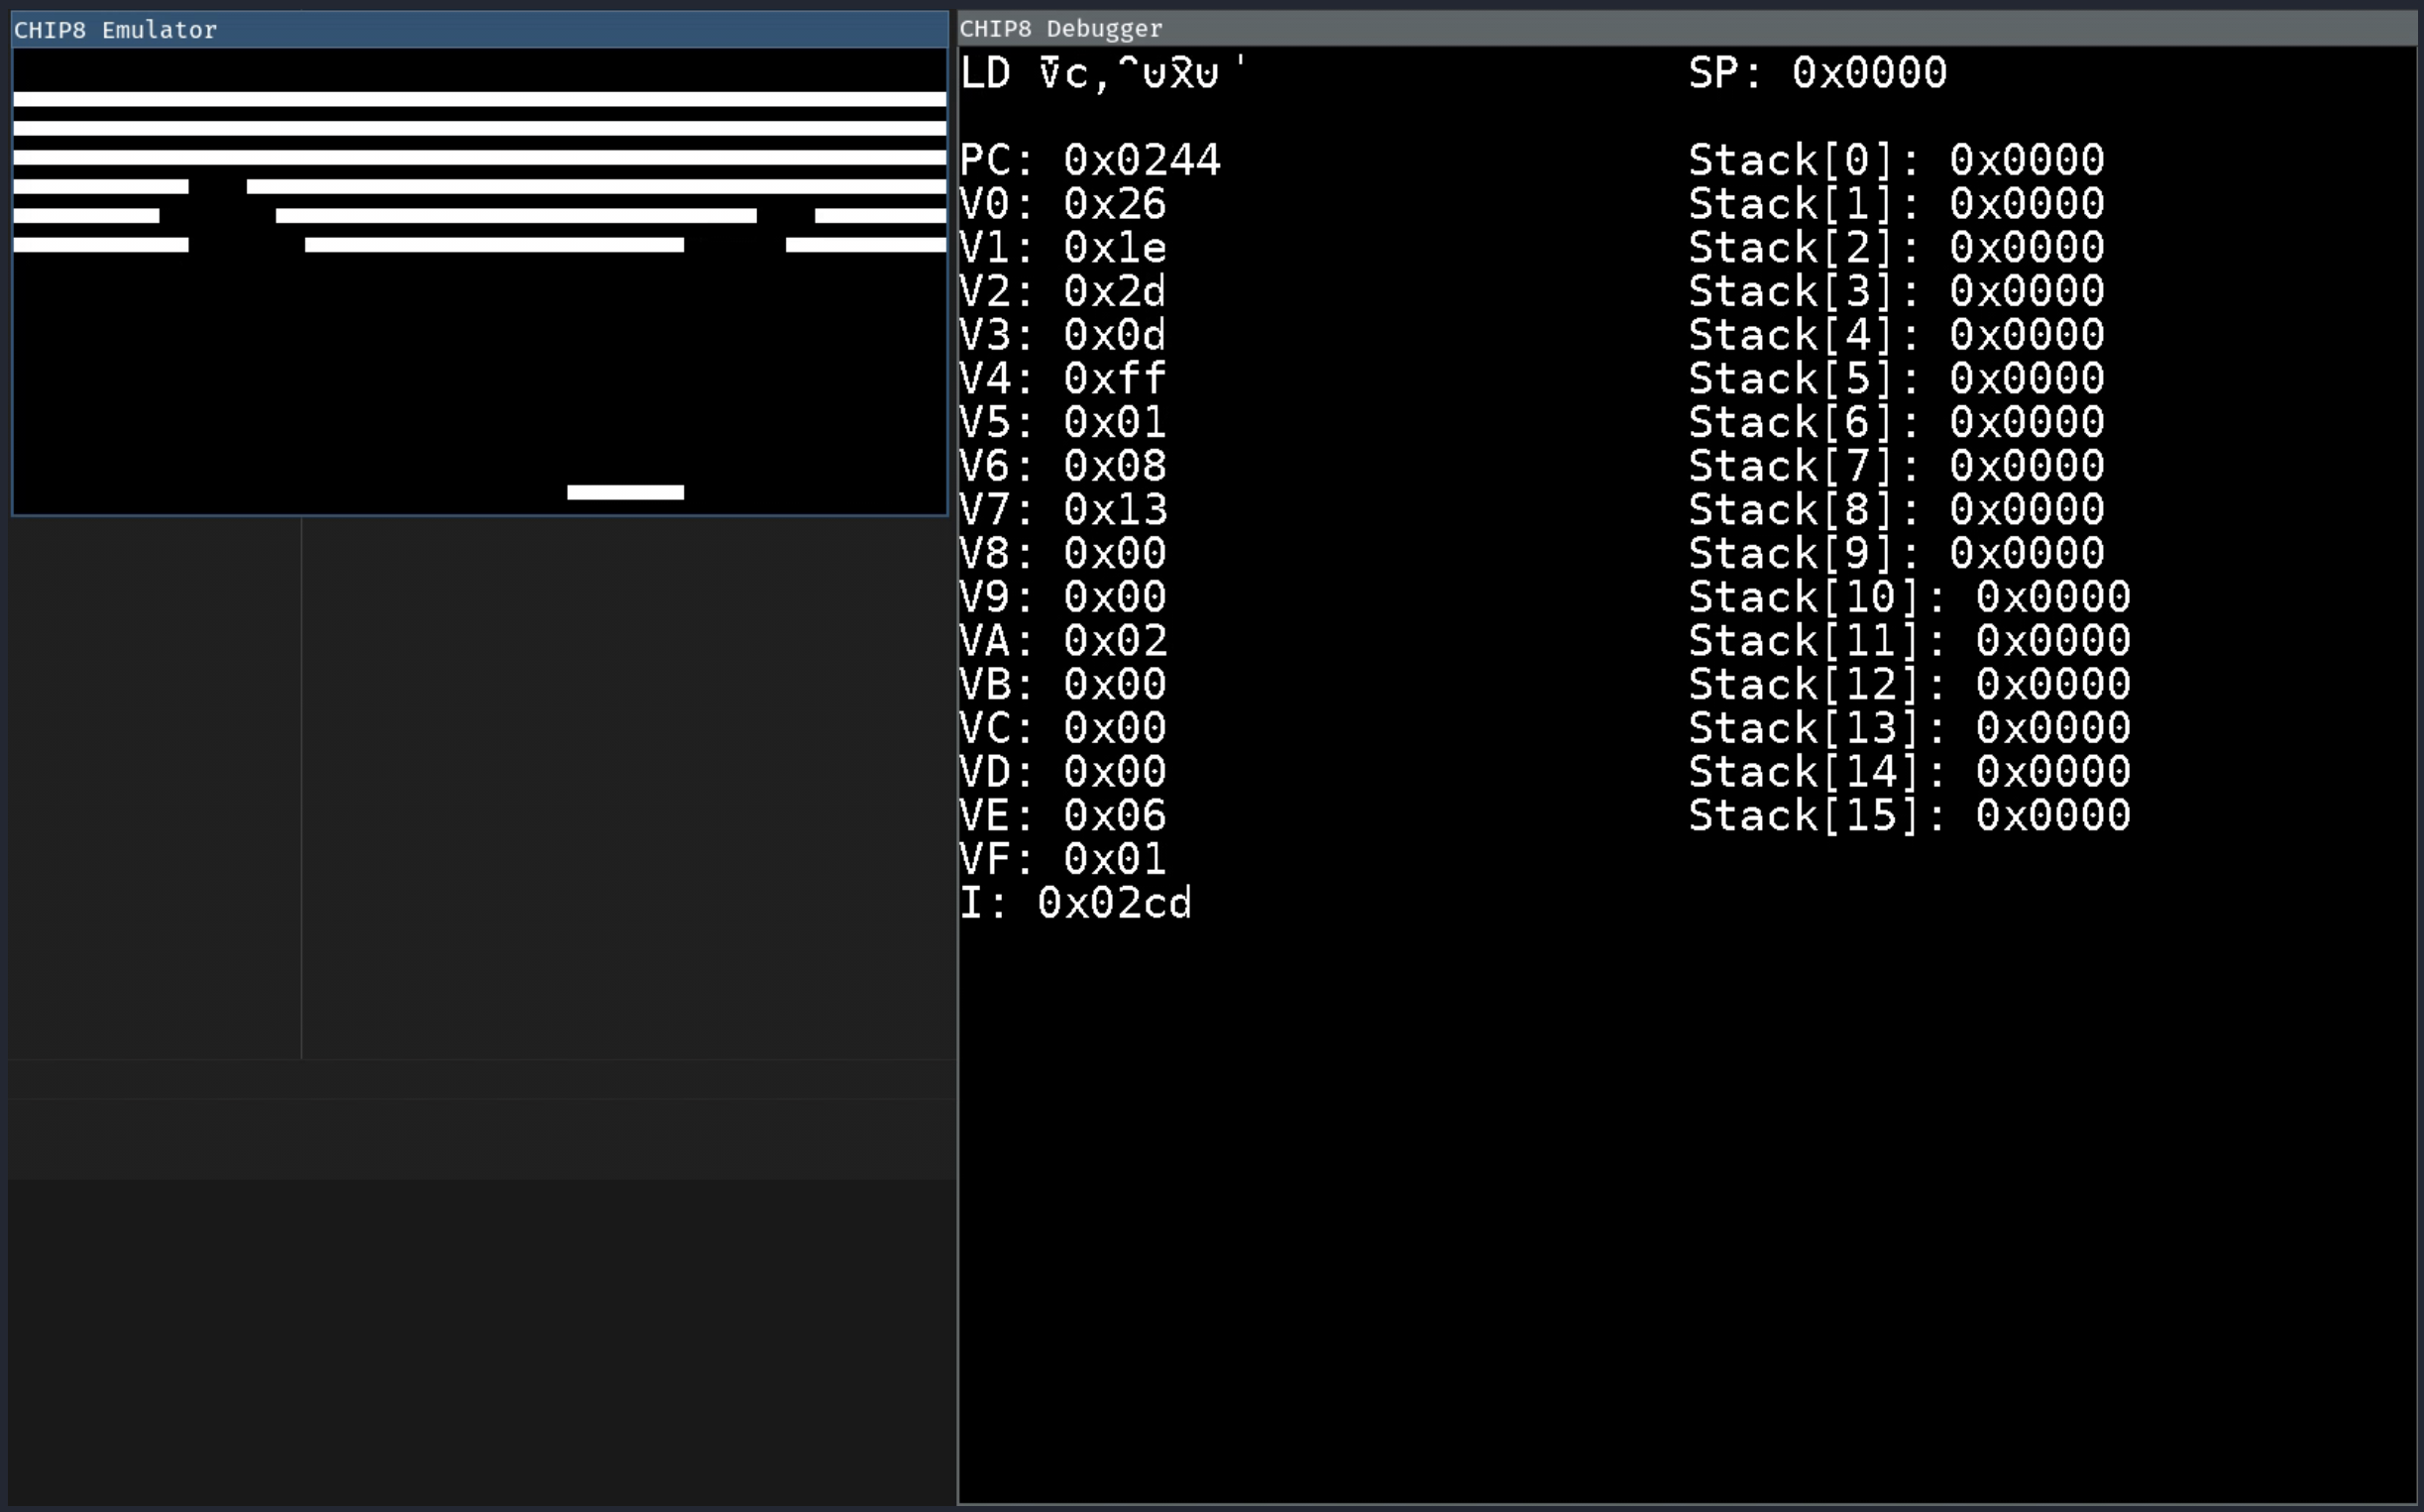 CHIP8 Emulator
CHIP8 Debugger
LD
SP: 0x0000
PC: 0x0244
V0: 0x26
V1: 0x1e
V2: 0x2d
V3: 0x0d
V4: 0xff
V5: 0x01
V6: 0x08
V7: 0x13
V8: 0x00
V9: 0x00
VA: 0x02
VB: 0x00
VC: 0x00
VD: 0x00
VE: 0x06
VF: 0x01
I: 0x02cd
Stack[0]: 0x0000
Stack[1]: 0x0000
Stack[2]: 0x0000
Stack[3]: 0x0000
Stack[4]: 0x0000
Stack[5]: 0x0000
Stack[6]: 0x0000
Stack[7]: 0x0000
Stack[8]: 0x0000
Stack[9]: 0x0000
Stack[10]: 0x0000
Stack[11]: 0x0000
Stack[12]: 0x0000
Stack[13]: 0x0000
Stack[14]: 0x0000
Stack[15]: 0x0000